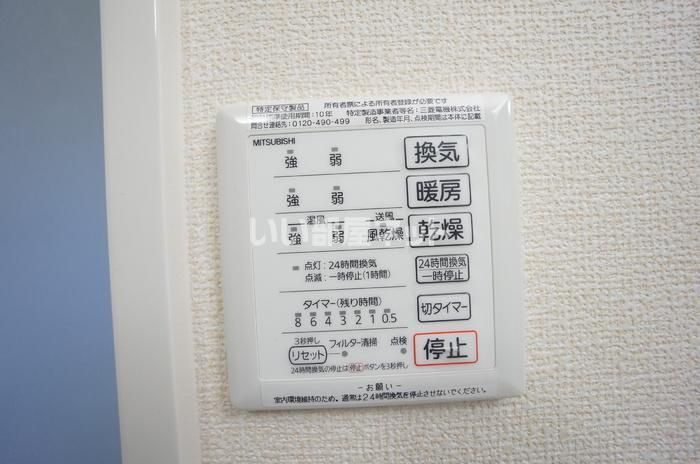 特定保守製品 所有者票による所有者登録が必要です
設計標準使用期間:10年 特定製造事業者等名:三菱電機株式会社
問合せ連絡先:0120-490-499 形名、製造年月、点検期間は本体に記載
MITSUBISHI
強 弱 換気
強 弱 暖房
温風 送風
強 弱 風乾燥 乾燥
点灯:24時間換気
点滅:一時停止(1時間)
24時間換気
一時停止
タイマー(残り時間)
8 6 4 3 2 1 0.5
切タイマー
3秒押し
リセット フィルター清掃 点検
停止
24時間換気の停止は停止ボタンを3秒押し
-お願い-
室内環境維持のため、通常は24時間換気を停止させないでください。